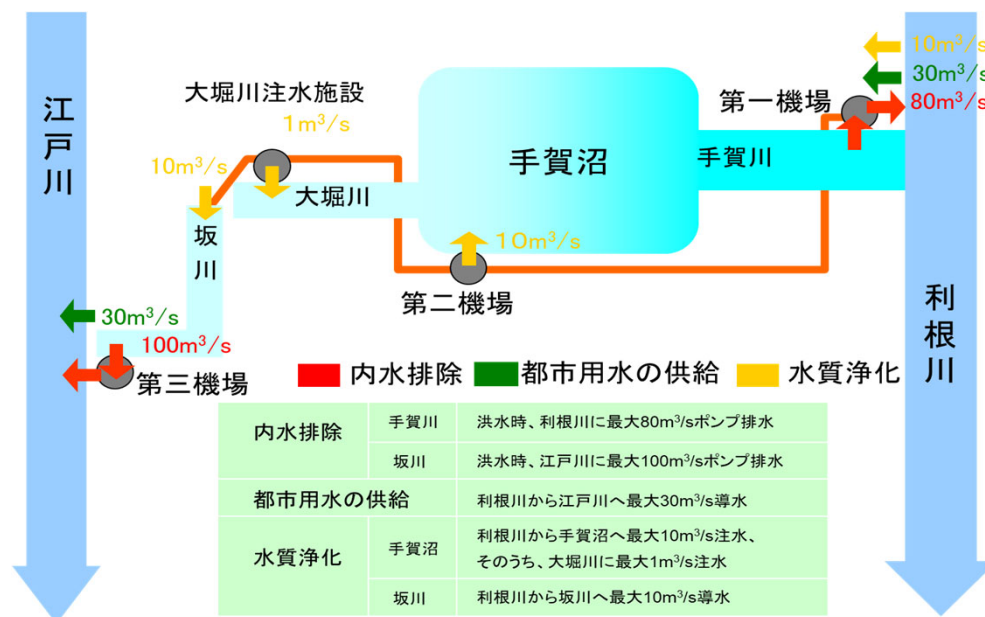 江戸川
大堀川注水施設
1m³/s
10m³/s
大堀川
坂川
手賀沼
10m³/s
第二機場
第一機場
手賀川
10m³/s
30m³/s
80m³/s
利根川
30m³/s
100m³/s
第三機場
内水排除
都市用水の供給
水質浄化
内水排除
手賀川
洪水時、利根川に最大80m³/sポンプ排水
坂川
洪水時、江戸川に最大100m³/sポンプ排水
都市用水の供給
利根川から江戸川へ最大30m³/s導水
水質浄化
手賀沼
利根川から手賀沼へ最大10m³/s注水、
そのうち、大堀川に最大1m³/s注水
坂川
利根川から坂川へ最大10m³/s導水